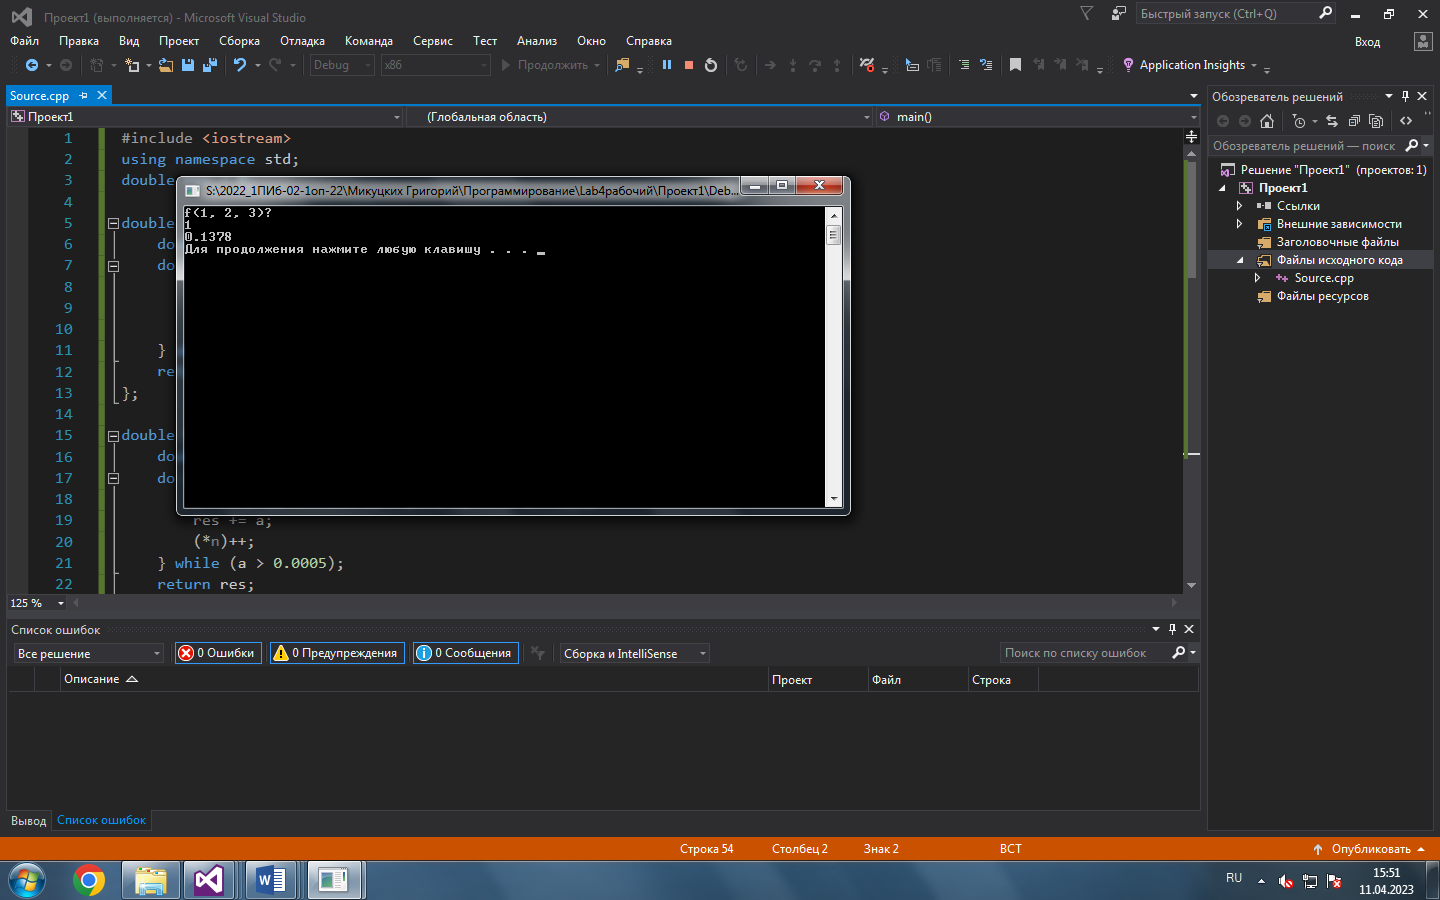 Проект1 (выполняется) - Microsoft Visual Studio
Быстрый запуск (Ctrl+Q)
Файл Правка Вид Проект Сборка Отладка Команда Сервис Тест Анализ Окно Справка
Вход
Debug x86 Продолжить Application Insights
Source.cpp
Проект1 (Глобальная область) main()
1 #include <iostream>
2 using namespace std;
3 double
4
5 double
6 do
7 do
8
9
10
11 }
12 re
13 };
14
15 double
16 do
17 do
18
19 res += a;
20 (*n)++;
21 } while (a > 0.0005);
22 return res;
125 %
S:\2022_1ПИб-02-1оп-22\Микуцких Григорий\Программирование\Lab4рабочий\Проект1\Deb...
f(1, 2, 3)?
1
0.1378
Для продолжения нажмите любую клавишу . . . _
Обозреватель решений
Обозреватель решений — поиск
Решение "Проект1" (проектов: 1)
Проект1
Ссылки
Внешние зависимости
Заголовочные файлы
Файлы исходного кода
Source.cpp
Файлы ресурсов
Список ошибок
Все решение 0 Ошибки 0 Предупреждения 0 Сообщения Сборка и IntelliSense Поиск по списку ошибок
Описание Проект Файл Строка
Вывод Список ошибок
Строка 54 Столбец 2 Знак 2 ВСТ Опубликовать
RU
15:51
11.04.2023